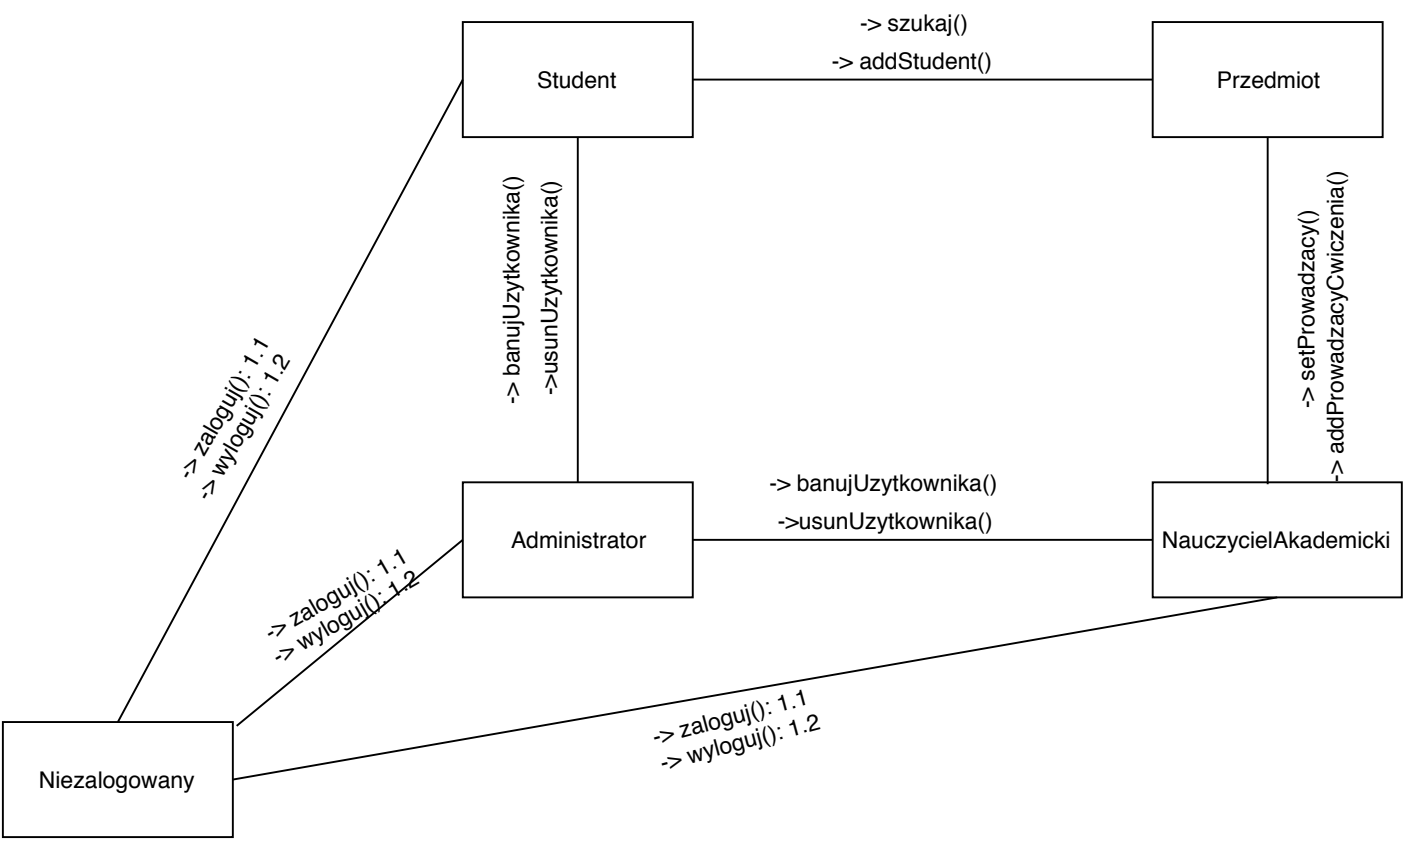 -> szukaj()
-> addStudent()
Student
Przedmiot
-> banujUzytkownika()
->usunUzytkownika()
-> setProwadzacy()
-> addProwadzacyCwiczenia()
-> zaloguj(): 1.1
-> wyloguj(): 1.2
-> banujUzytkownika()
->usunUzytkownika()
Administrator
NauczycielAkademicki
-> zaloguj(): 1.1
-> wyloguj(): 1.2
-> zaloguj(): 1.1
-> wyloguj(): 1.2
Niezalogowany